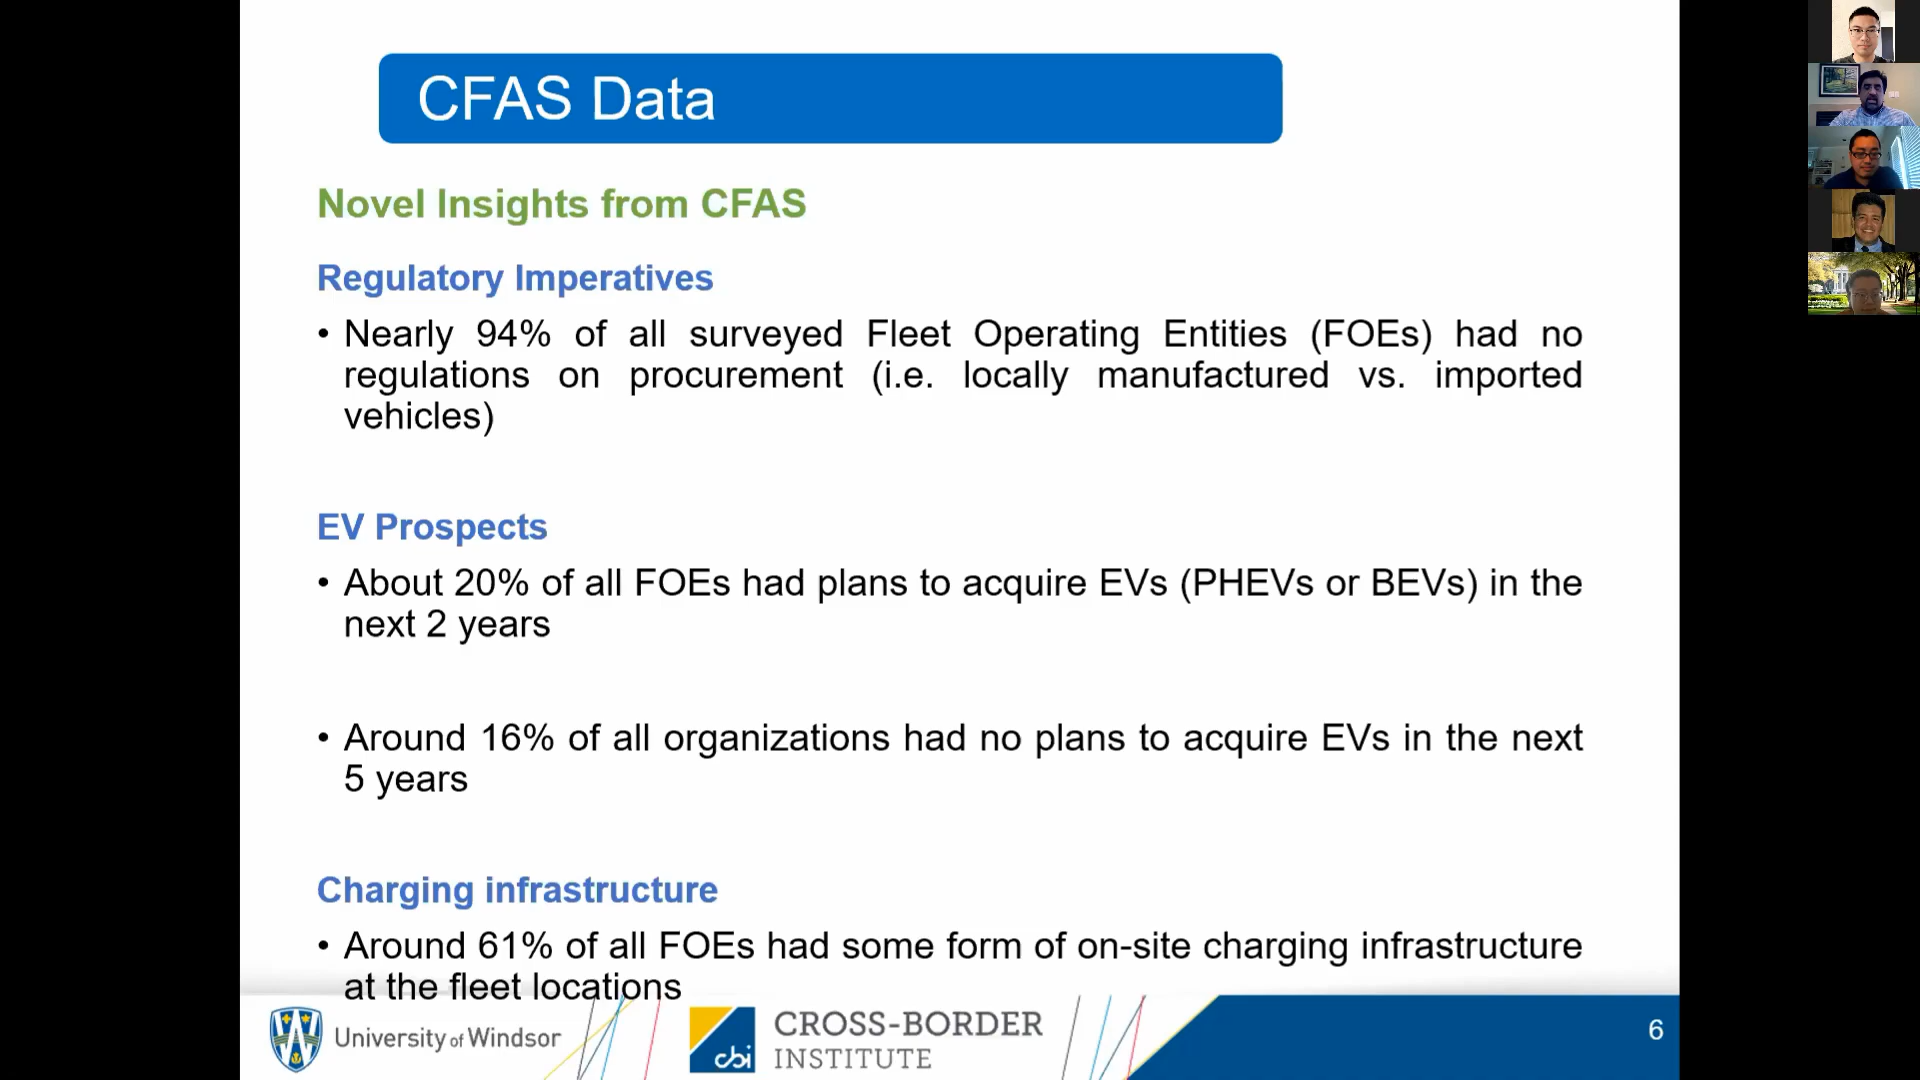 CFAS Data
Novel Insights from CFAS
Regulatory Imperatives
• Nearly 94% of all surveyed Fleet Operating Entities (FOEs) had no
regulations on procurement (i.e. locally manufactured vs. imported
vehicles)
EV Prospects
• About 20% of all FOEs had plans to acquire EVs (PHEVs or BEVs) in the
next 2 years
• Around 16% of all organizations had no plans to acquire EVs in the next
5 years
Charging infrastructure
• Around 61% of all FOEs had some form of on-site charging infrastructure
at the fleet locations
University of Windsor
cbi
CROSS-BORDER
INSTITUTE
6